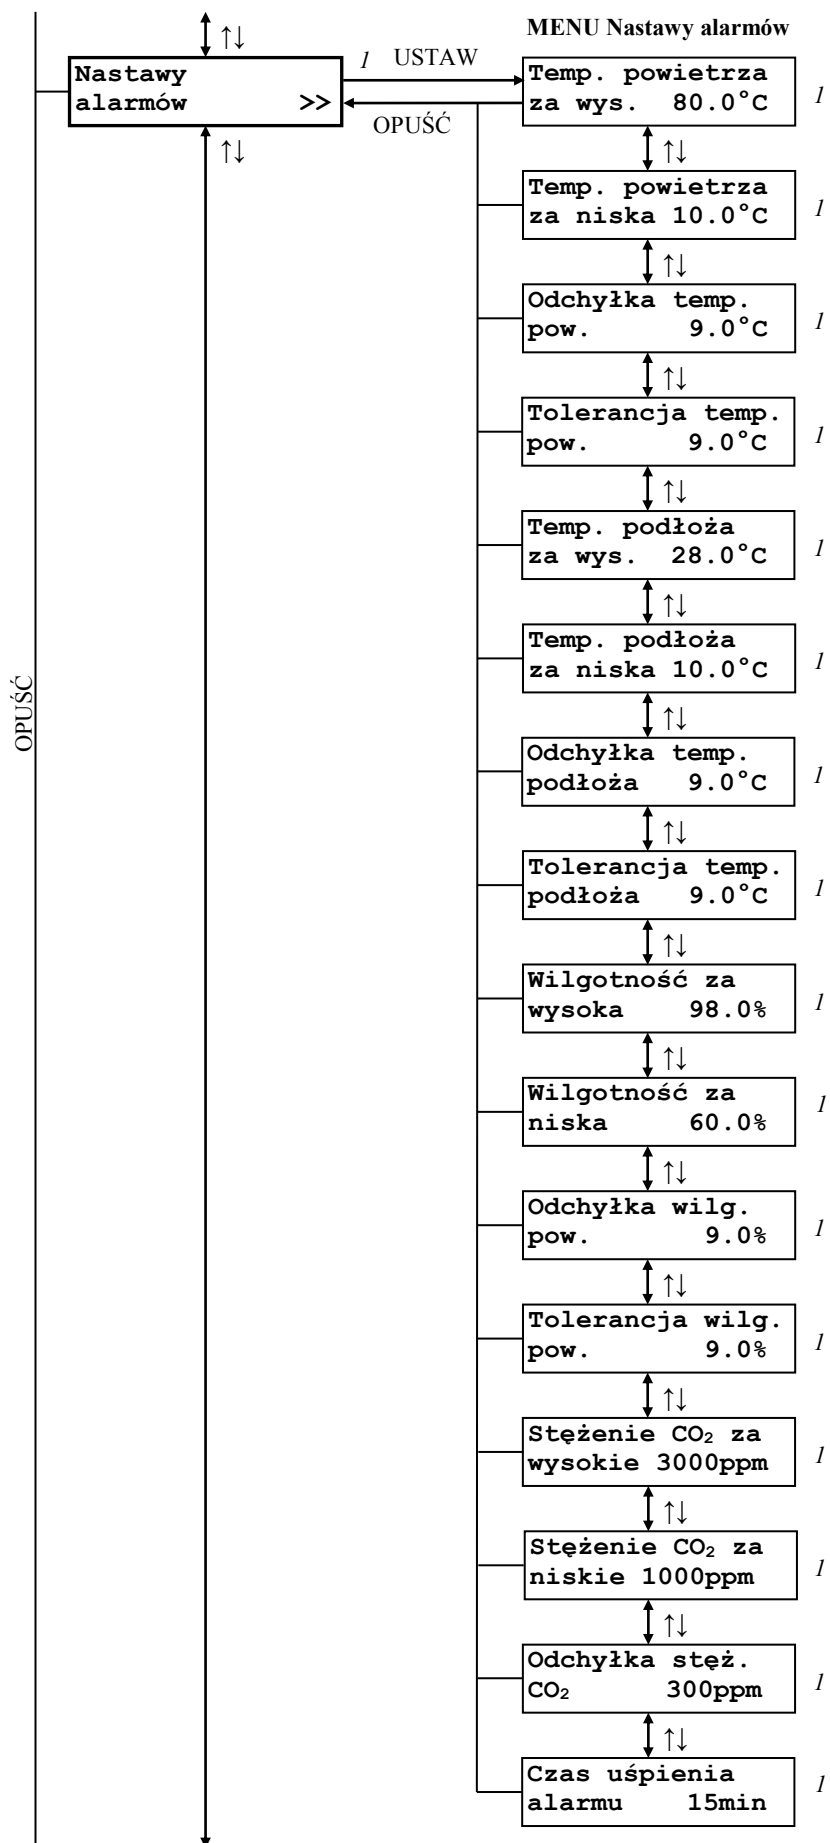 MENU Nastawy alarmów
↑↓
Nastawy
alarmów >>
1 USTAW
OPUŚĆ
↑↓
Temp. powietrza
za wys. 80.0°C
1
↑↓
Temp. powietrza
za niska 10.0°C
1
↑↓
Odchyłka temp.
pow. 9.0°C
1
↑↓
Tolerancja temp.
pow. 9.0°C
1
↑↓
Temp. podłoża
za wys. 28.0°C
1
↑↓
Temp. podłoża
za niska 10.0°C
1
↑↓
OPUŚĆ
Odchyłka temp.
podłoża 9.0°C
1
↑↓
Tolerancja temp.
podłoża 9.0°C
1
↑↓
Wilgotność za
wysoka 98.0%
1
↑↓
Wilgotność za
niska 60.0%
1
↑↓
Odchyłka wilg.
pow. 9.0%
1
↑↓
Tolerancja wilg.
pow. 9.0%
1
↑↓
Stężenie CO₂ za
wysokie 3000ppm
1
↑↓
Stężenie CO₂ za
niskie 1000ppm
1
↑↓
Odchyłka stęż.
CO₂ 300ppm
1
↑↓
Czas uśpienia
alarmu 15min
1